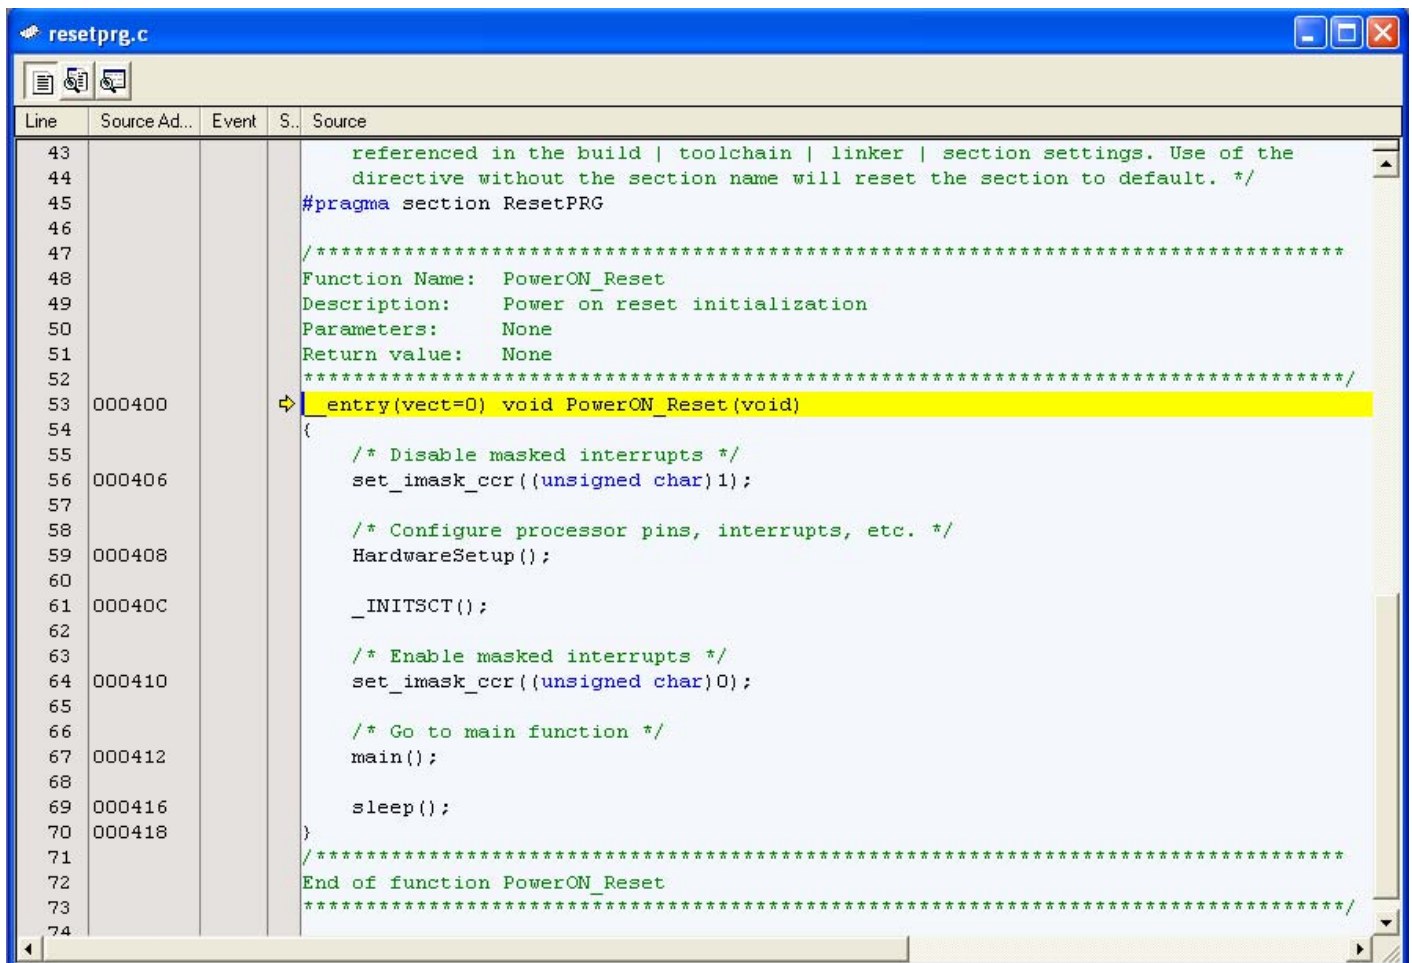 resetprg.c
Line Source Ad... Event S.. Source
43 referenced in the build | toolchain | linker | section settings. Use of the
44 directive without the section name will reset the section to default. */
45 #pragma section ResetPRG
46
47 /**********************************************************************************
48 Function Name: PowerON_Reset
49 Description: Power on reset initialization
50 Parameters: None
51 Return value: None
52 ***********************************************************************************/
53 000400 __entry(vect=0) void PowerON_Reset(void)
54 {
55 /* Disable masked interrupts */
56 000406 set_imask_ccr((unsigned char)1);
57
58 /* Configure processor pins, interrupts, etc. */
59 000408 HardwareSetup();
60
61 00040C _INITSCT();
62
63 /* Enable masked interrupts */
64 000410 set_imask_ccr((unsigned char)0);
65
66 /* Go to main function */
67 000412 main();
68
69 000416 sleep();
70 000418 }
71 /**********************************************************************************
72 End of function PowerON_Reset
73 ***********************************************************************************/
74